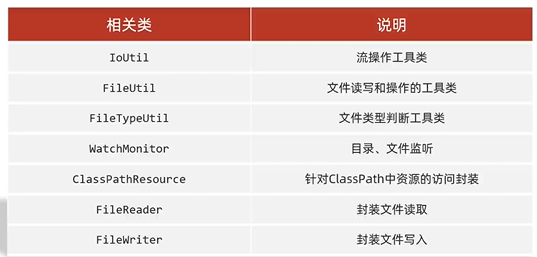 相关类 说明
IoUtil 流操作工具类
FileUtil 文件读写和操作的工具类
FileTypeUtil 文件类型判断工具类
WatchMonitor 目录、文件监听
ClassPathResource 针对ClassPath中资源的访问封装
FileReader 封装文件读取
FileWriter 封装文件写入